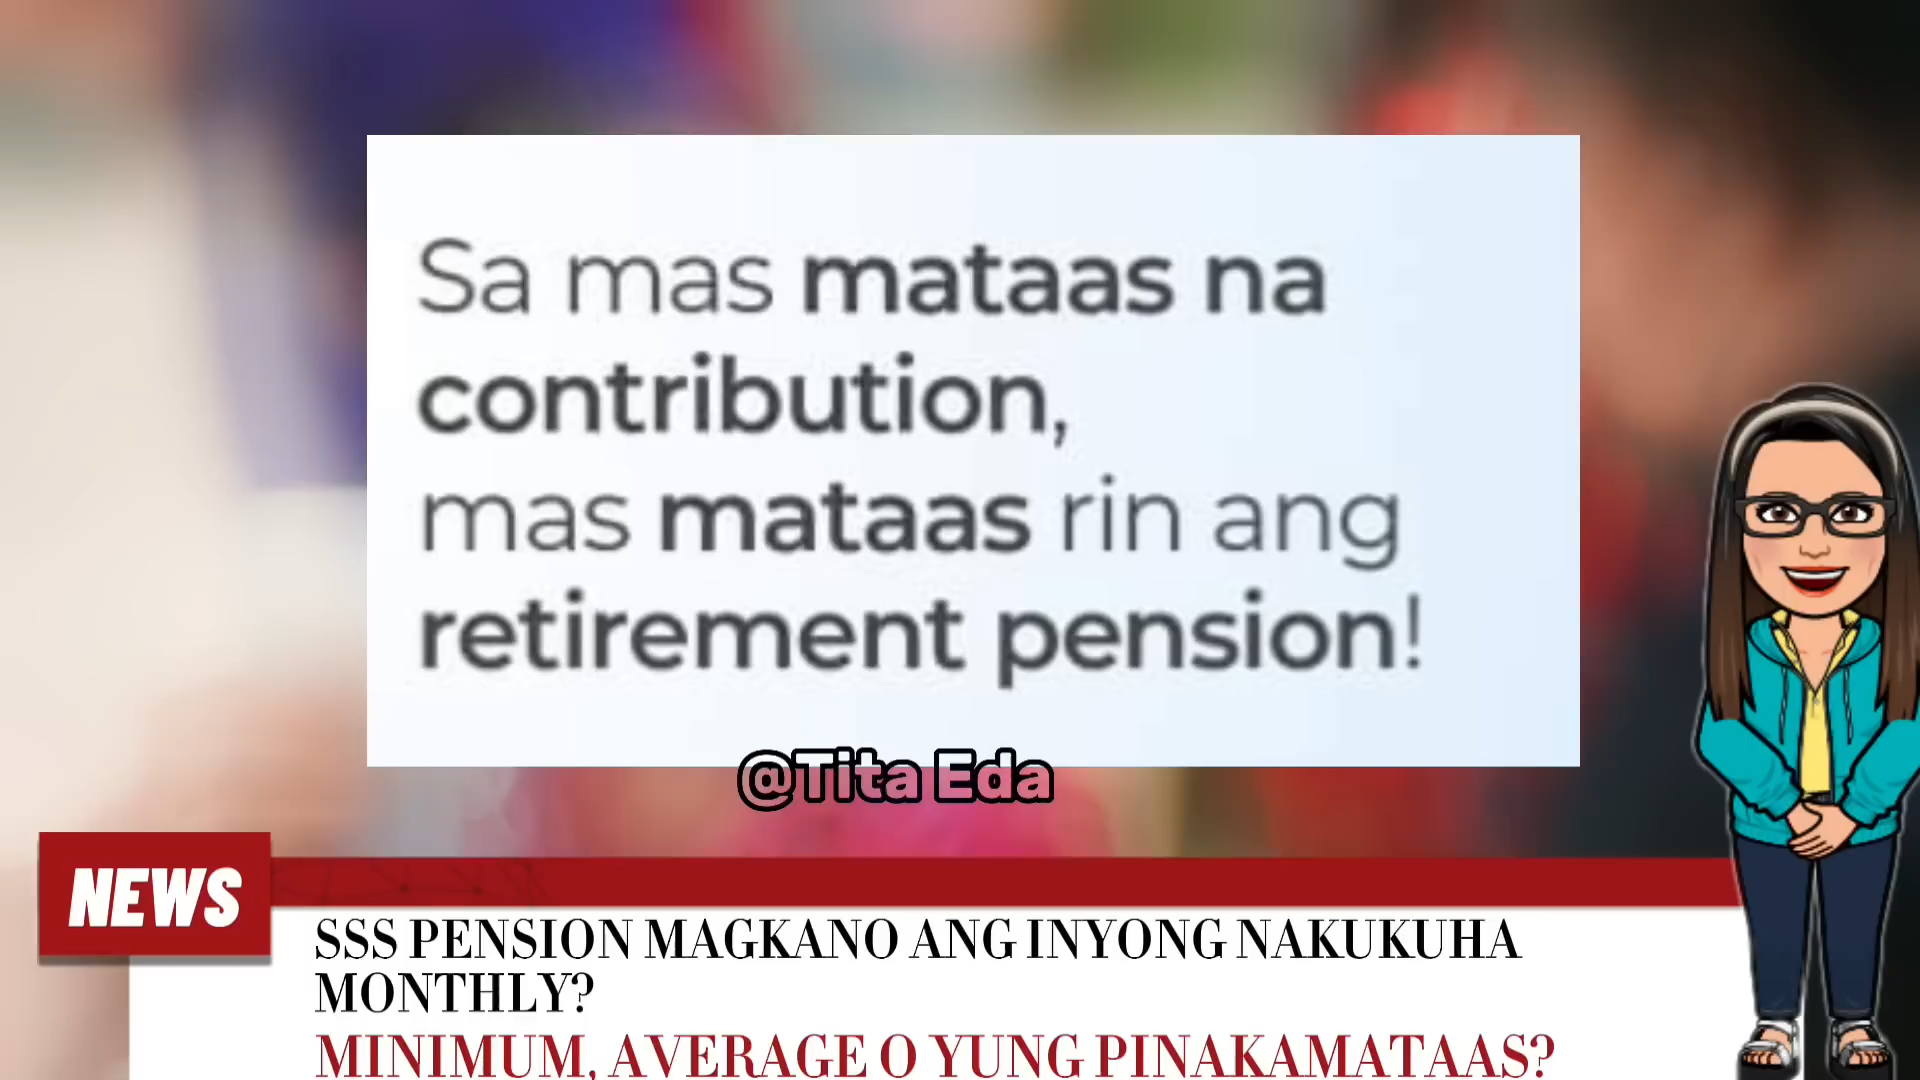 Sa mas mataas na
contribution,
mas mataas rin ang
retirement pension!
@Tita Eda
NEWS
SSS PENSION MAGKANO ANG INYONG NAKUKUHA
MONTHLY?
MINIMUM, AVERAGE O YUNG PINAKAMATAAS?